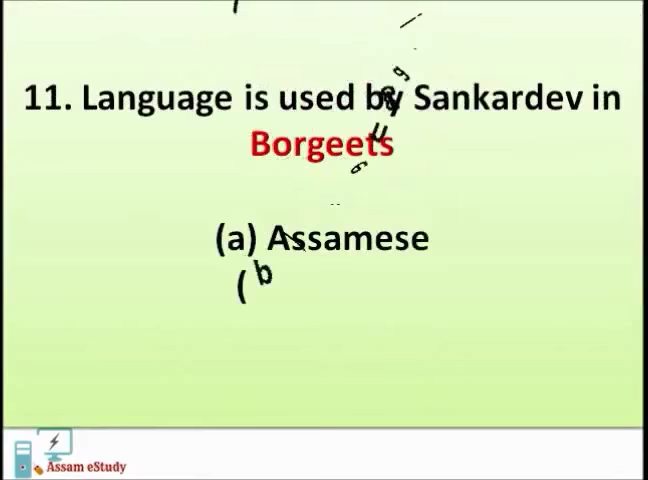 11. Language is used by Sankardev in
Borgeets
(a) Assamese
(b
Assam eStudy